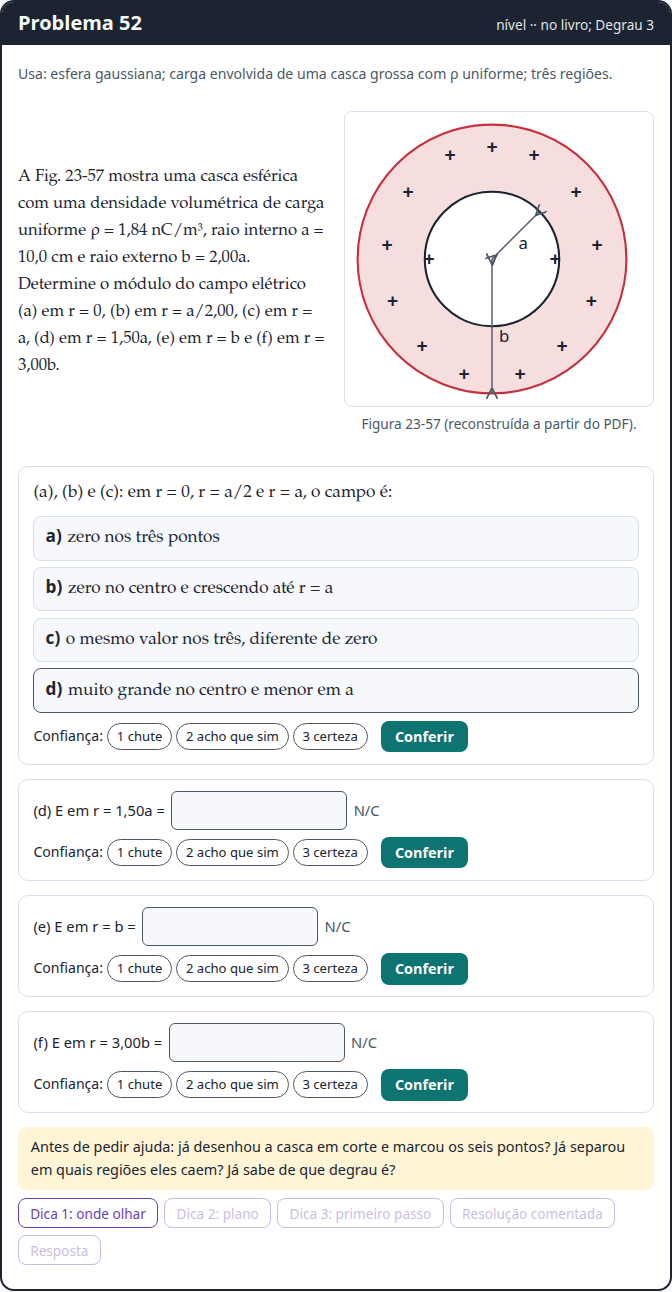 Problema 52
nível ·· no livro; Degrau 3
Usa: esfera gaussiana; carga envolvida de uma casca grossa com ρ uniforme; três regiões.
A Fig. 23-57 mostra uma casca esférica
com uma densidade volumétrica de carga
uniforme ρ = 1,84 nC/m³, raio interno a =
10,0 cm e raio externo b = 2,00a.
Determine o módulo do campo elétrico
(a) em r = 0, (b) em r = a/2,00, (c) em r =
a, (d) em r = 1,50a, (e) em r = b e (f) em r =
3,00b.
+ + +
+ +
a
+ + + +
+ +
b
+ +
+ +
Figura 23-57 (reconstruída a partir do PDF).
(a), (b) e (c): em r = 0, r = a/2 e r = a, o campo é:
a) zero nos três pontos
b) zero no centro e crescendo até r = a
c) o mesmo valor nos três, diferente de zero
d) muito grande no centro e menor em a
Confiança: 1 chute 2 acho que sim 3 certeza Conferir
(d) E em r = 1,50a = N/C
Confiança: 1 chute 2 acho que sim 3 certeza Conferir
(e) E em r = b = N/C
Confiança: 1 chute 2 acho que sim 3 certeza Conferir
(f) E em r = 3,00b = N/C
Confiança: 1 chute 2 acho que sim 3 certeza Conferir
Antes de pedir ajuda: já desenhou a casca em corte e marcou os seis pontos? Já separou
em quais regiões eles caem? Já sabe de que degrau é?
Dica 1: onde olhar Dica 2: plano Dica 3: primeiro passo Resolução comentada
Resposta